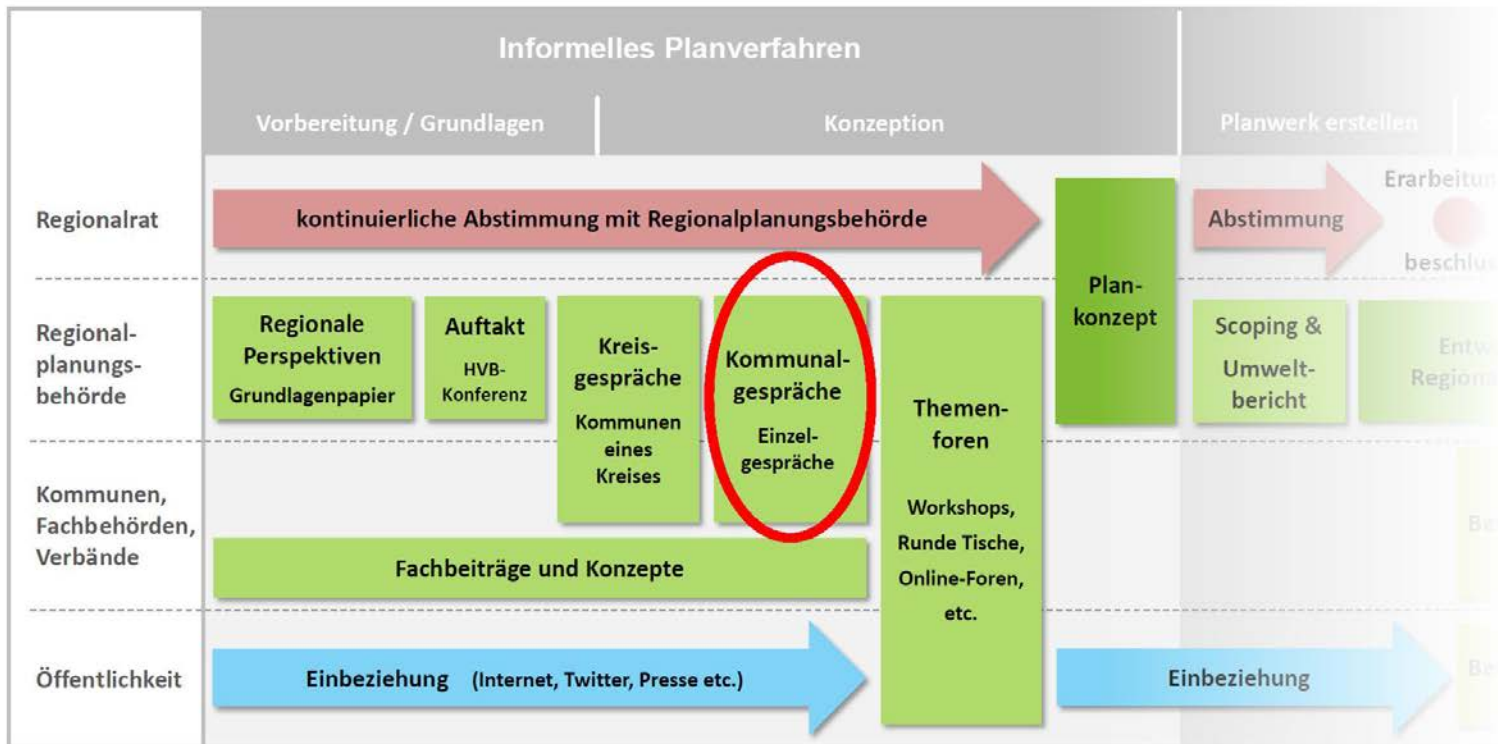 Informelles Planverfahren
Vorbereitung / Grundlagen
Konzeption
Planwerk erstellen
Regionalrat
kontinuierliche Abstimmung mit Regionalplanungsbehörde
Abstimmung
Regional-
planungs-
behörde
Regionale
Perspektiven
Grundlagenpapier
Auftakt
HVB-
Konferenz
Kreis-
gespräche
Kommunen
eines
Kreises
Kommunal-
gespräche
Einzel-
gespräche
Themen-
foren
Workshops,
Runde Tische,
Online-Foren,
etc.
Plan-
konzept
Scoping &
Umwelt-
bericht
Kommunen,
Fachbehörden,
Verbände
Fachbeiträge und Konzepte
Öffentlichkeit
Einbeziehung (Internet, Twitter, Presse etc.)
Einbeziehung